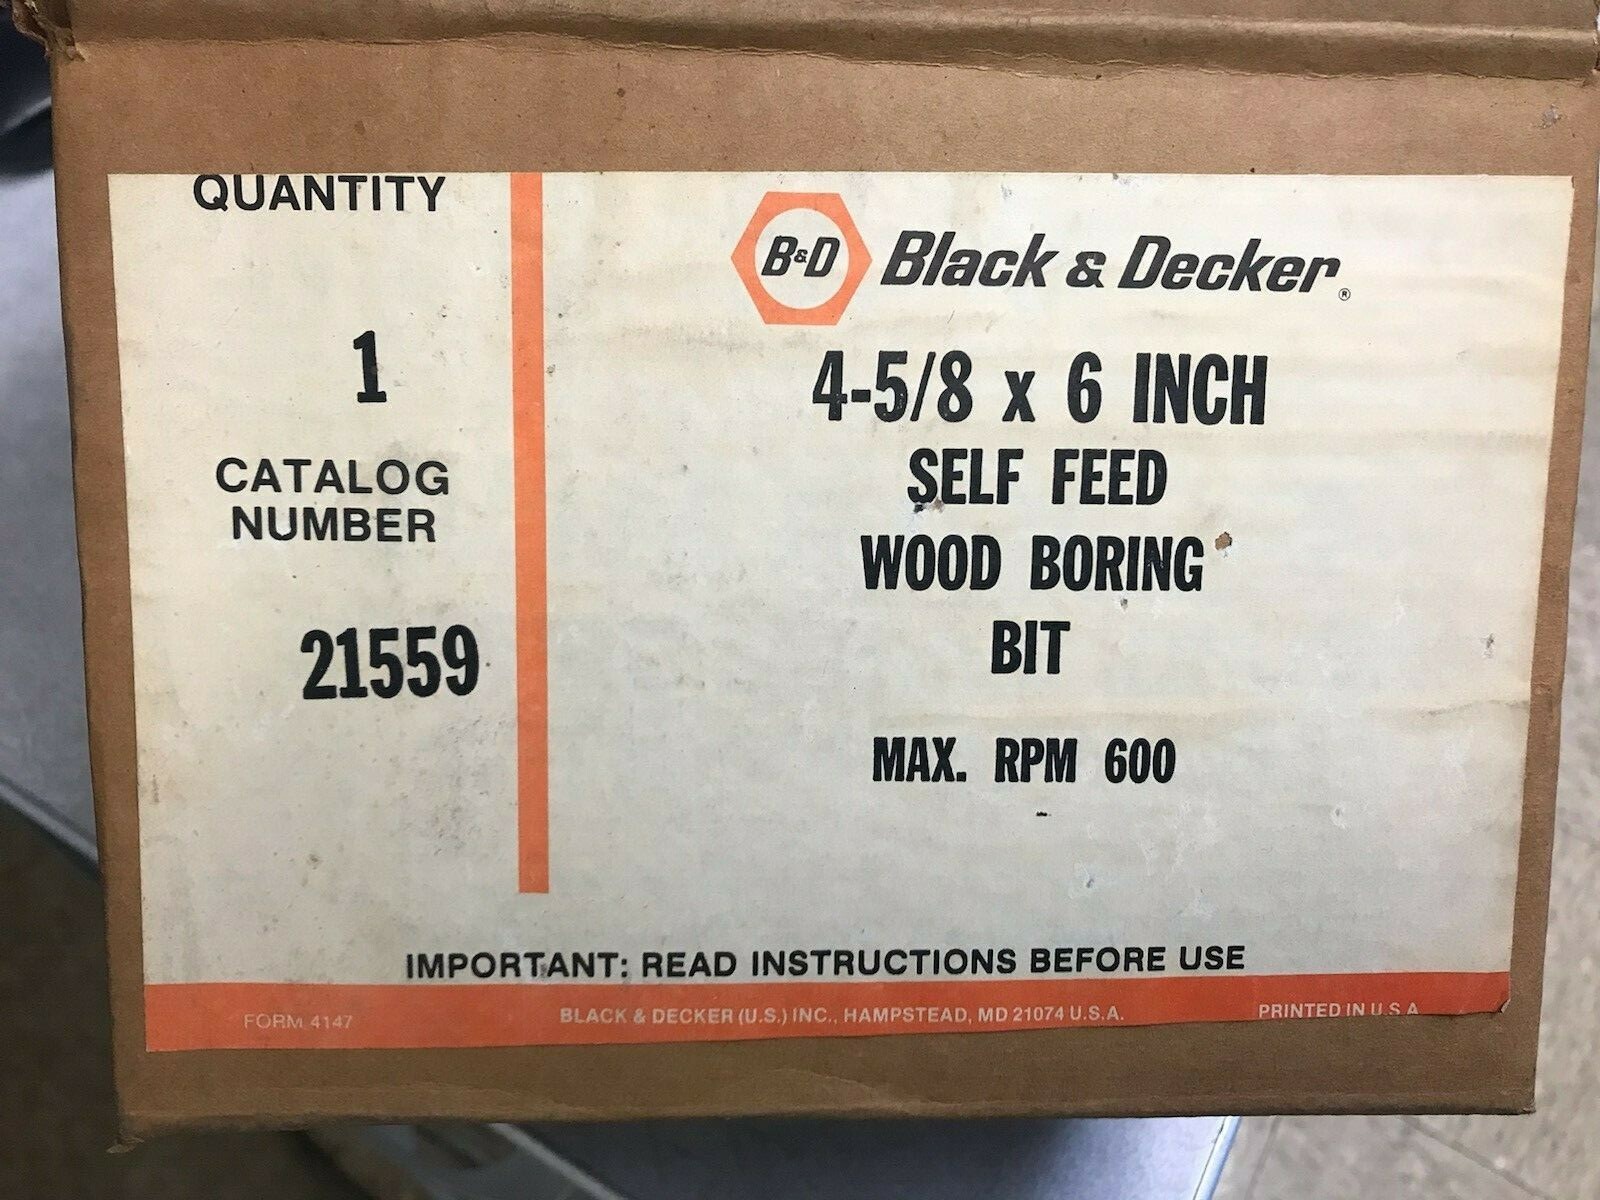 QUANTITY
1
CATALOG
NUMBER
21559
B&D Black & Decker®
4-5/8 x 6 INCH
SELF FEED
WOOD BORING
BIT
MAX. RPM 600
IMPORTANT: READ INSTRUCTIONS BEFORE USE
FORM 4147 BLACK & DECKER (U.S.) INC., HAMPSTEAD, MD 21074 U.S.A. PRINTED IN U.S.A